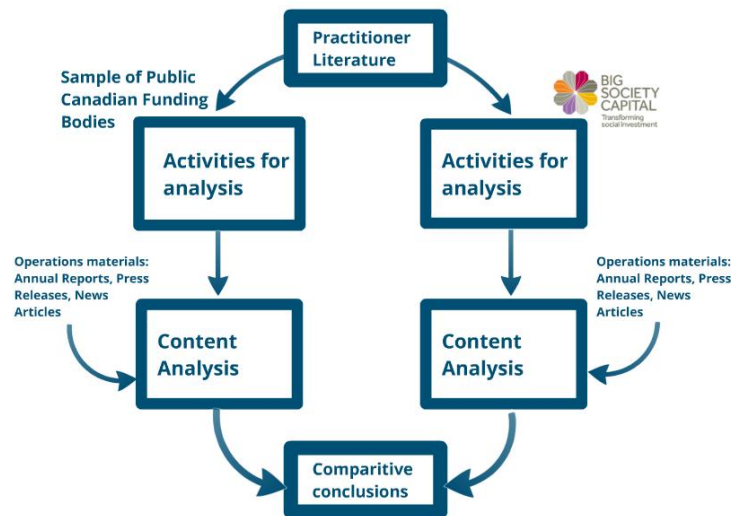 Practitioner
Literature
Sample of Public
Canadian Funding
Bodies
BIG
SOCIETY
CAPITAL
Transforming
social investment
Activities for
analysis
Activities for
analysis
Operations materials:
Annual Reports, Press
Releases, News
Articles
Operations materials:
Annual Reports, Press
Releases, News
Articles
Content
Analysis
Content
Analysis
Comparitive
conclusions